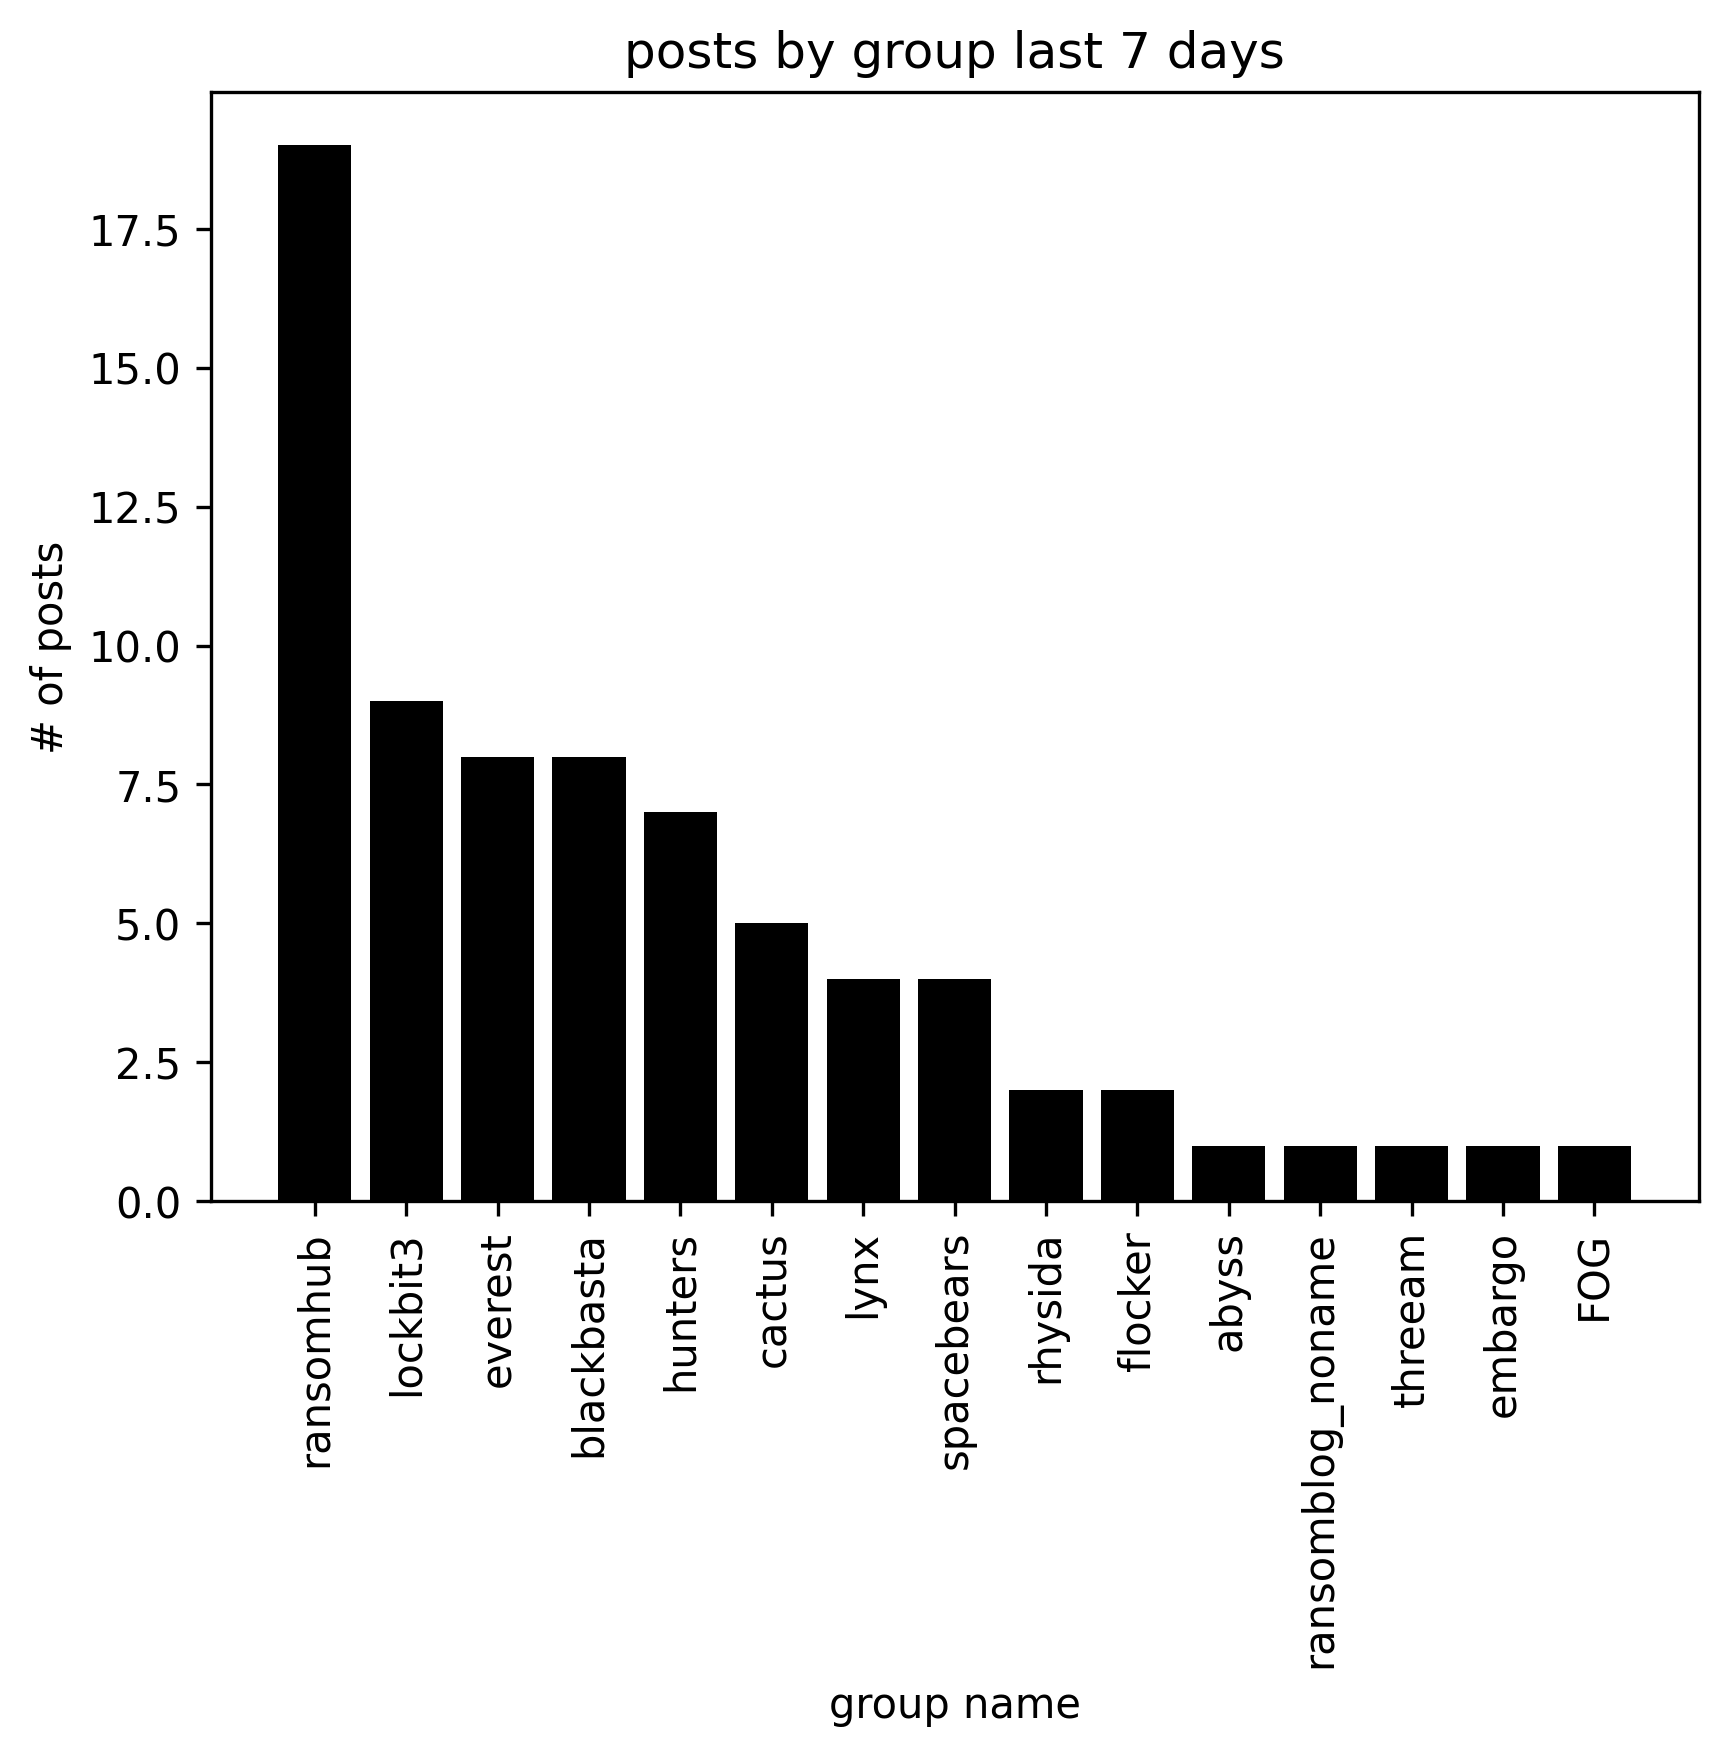 posts by group last 7 days
# of posts
17.5
15.0
12.5
10.0
7.5
5.0
2.5
0.0
ransomhub
lockbit3
everest
blackbasta
hunters
cactus
lynx
spacebears
rhysida
flocker
abyss
ransomblog_noname
threeam
embargo
FOG
group name